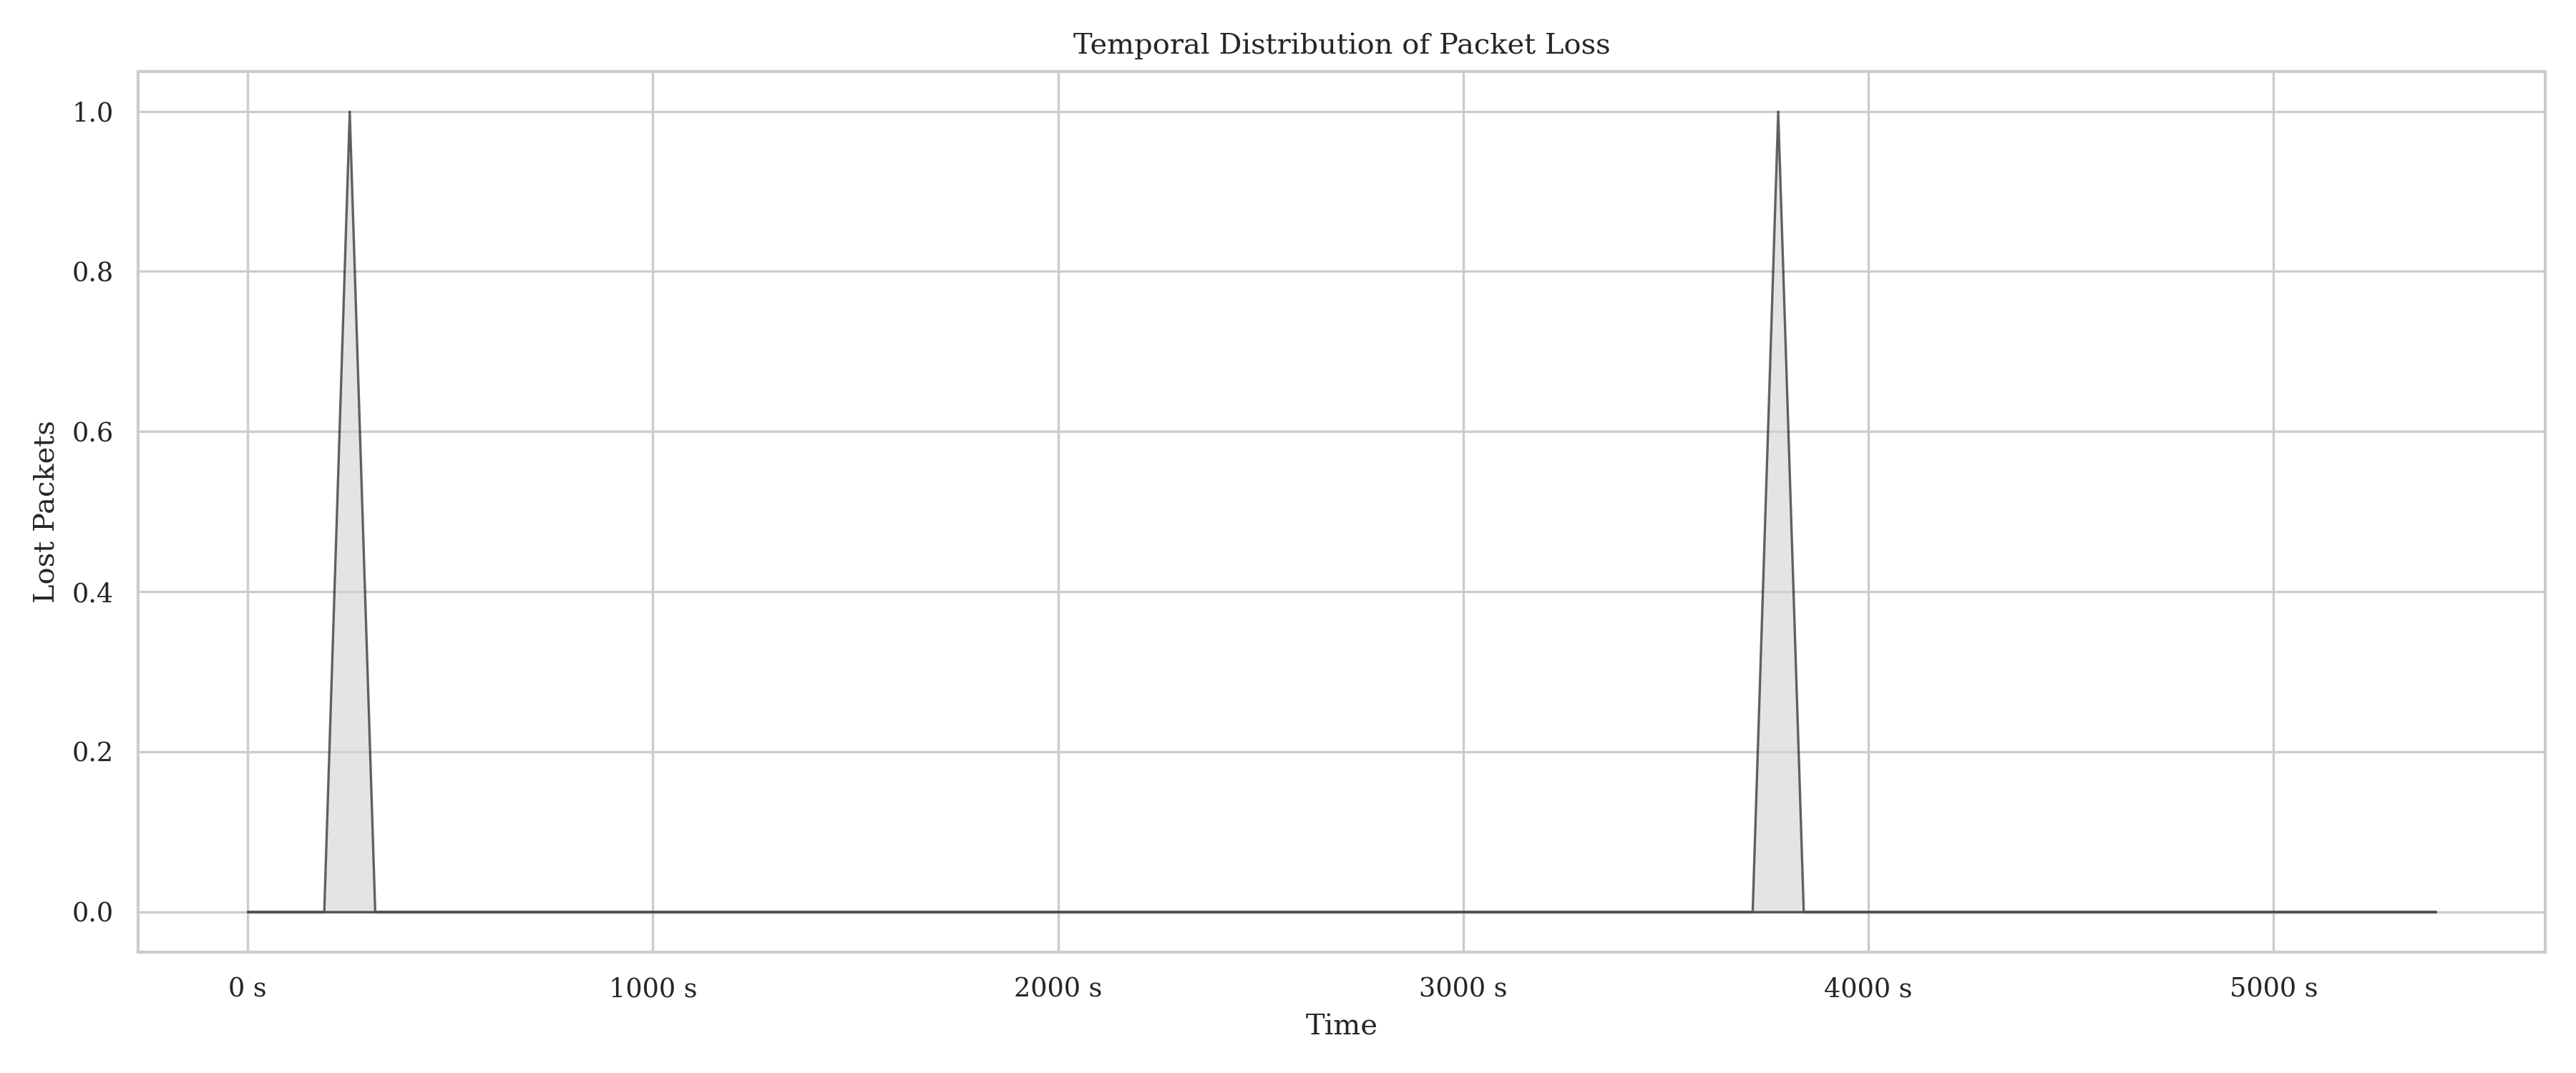 Temporal Distribution of Packet Loss
1.0
0.8
0.6
0.4
0.2
0.0
Lost Packets
0 s
1000 s
2000 s
3000 s
4000 s
5000 s
Time